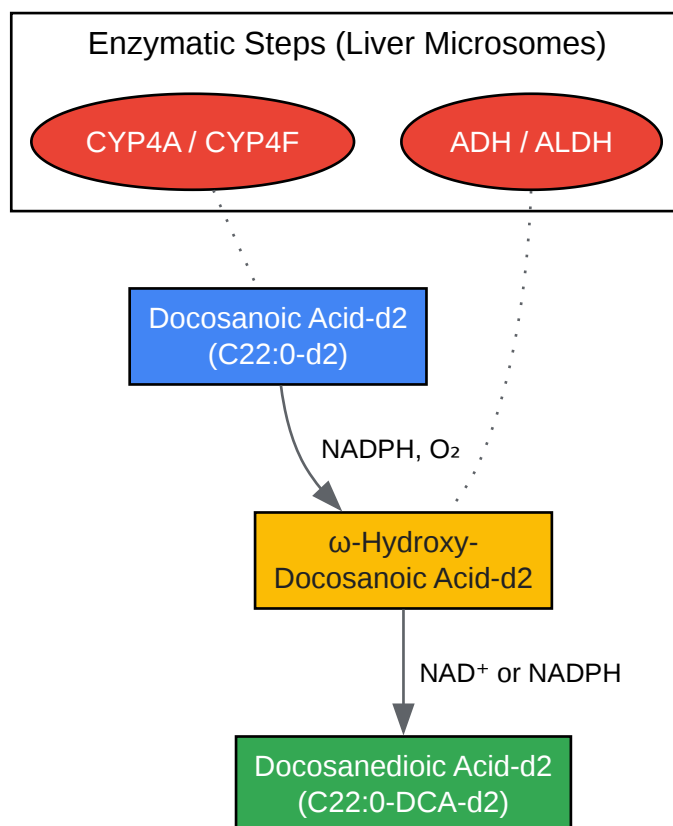 Enzymatic Steps (Liver Microsomes)
CYP4A / CYP4F
ADH / ALDH
Docosanoic Acid-d2
(C22:0-d2)
NADPH, O₂
ω-Hydroxy-
Docosanoic Acid-d2
NAD⁺ or NADPH
Docosanedioic Acid-d2
(C22:0-DCA-d2)